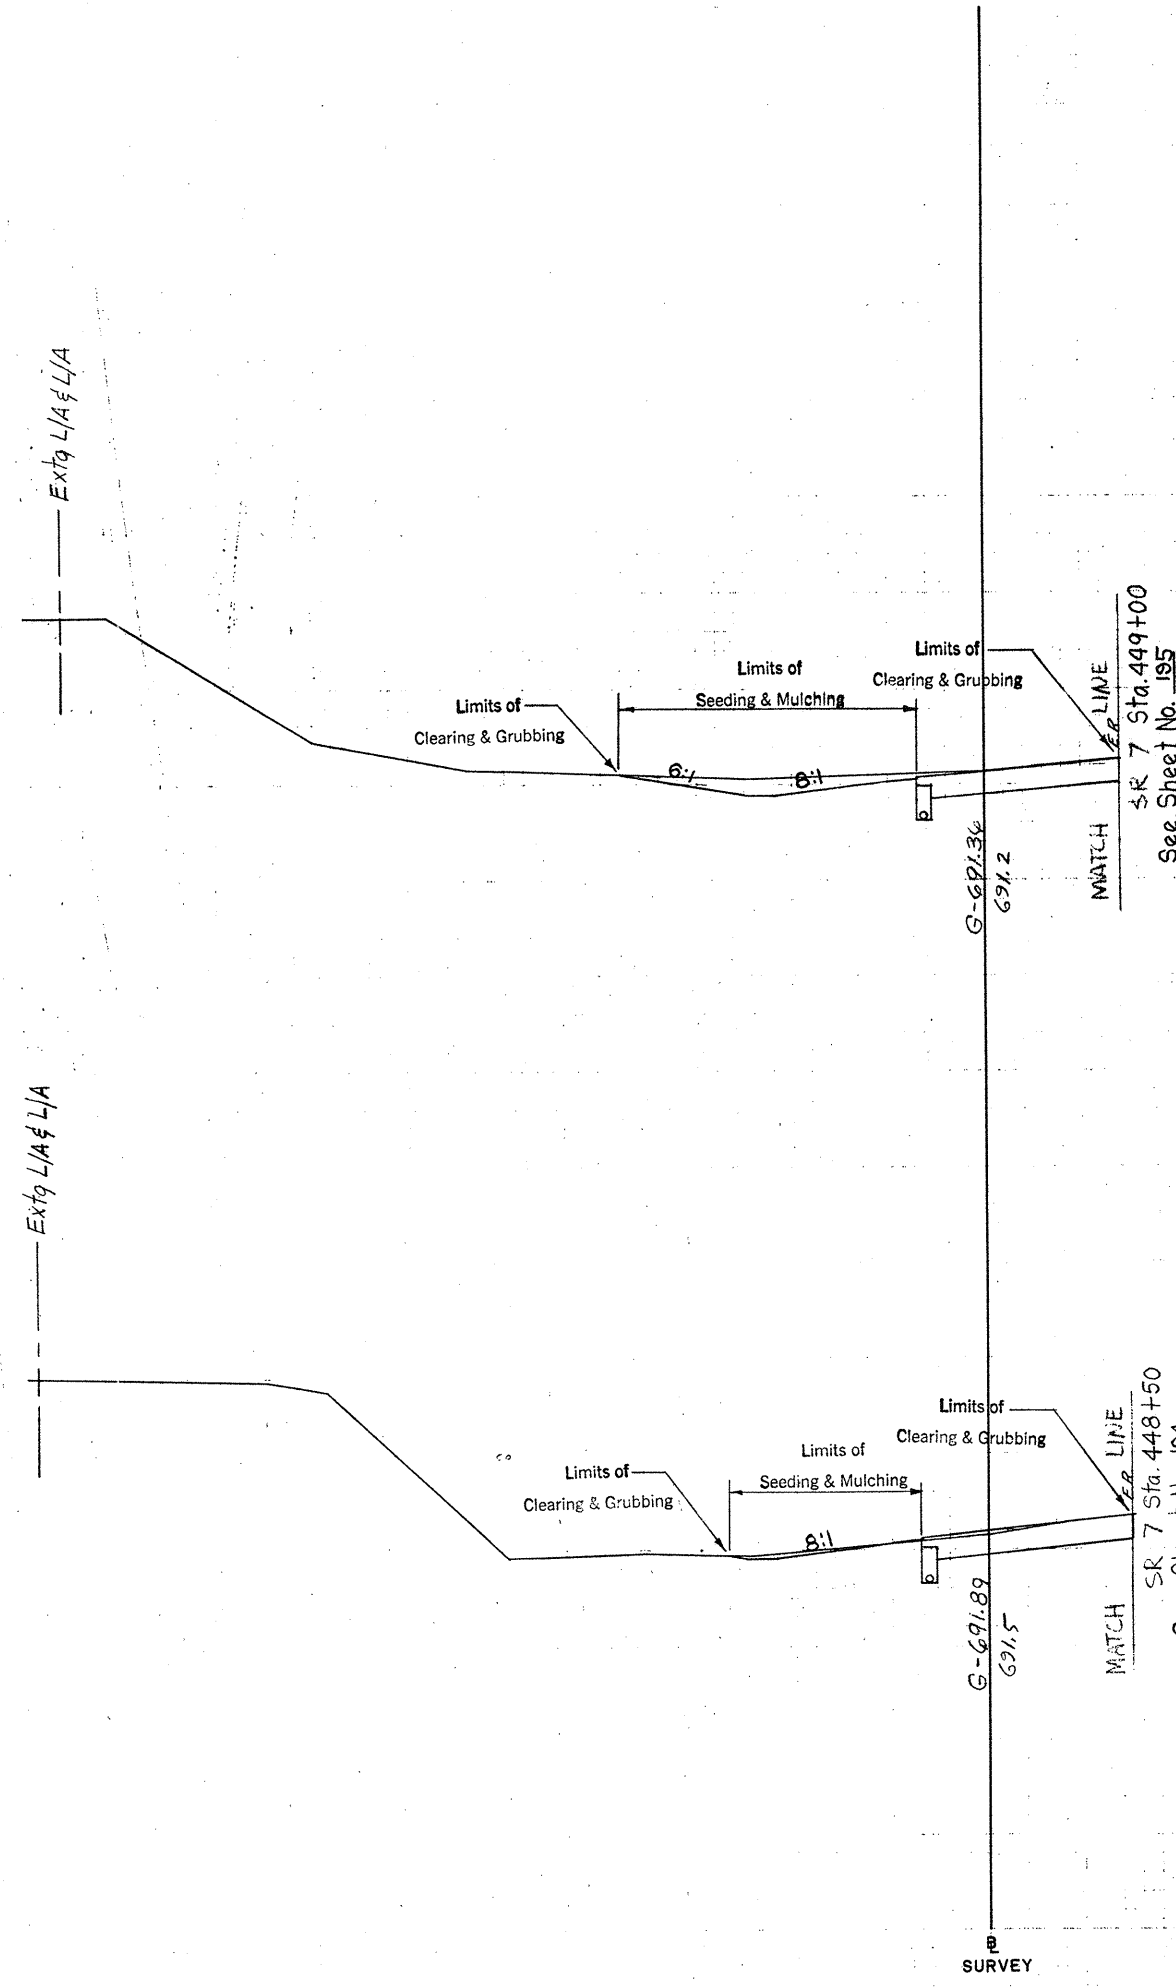 Extg L/A & L/A
Limits of
Clearing & Grubbing
Limits of
Seeding & Mulching
Limits of
Clearing & Grubbing
6:1
8:1
G-691.36
691.2
MATCH LINE
ER
SR 7 Sta. 449+00
See Sheet No. 195
Extg L/A & L/A
Limits of
Clearing & Grubbing
Limits of
Seeding & Mulching
Limits of
Clearing & Grubbing
8:1
G-691.89
691.5
MATCH LINE
ER
SR 7 Sta. 448+50
BL
SURVEY